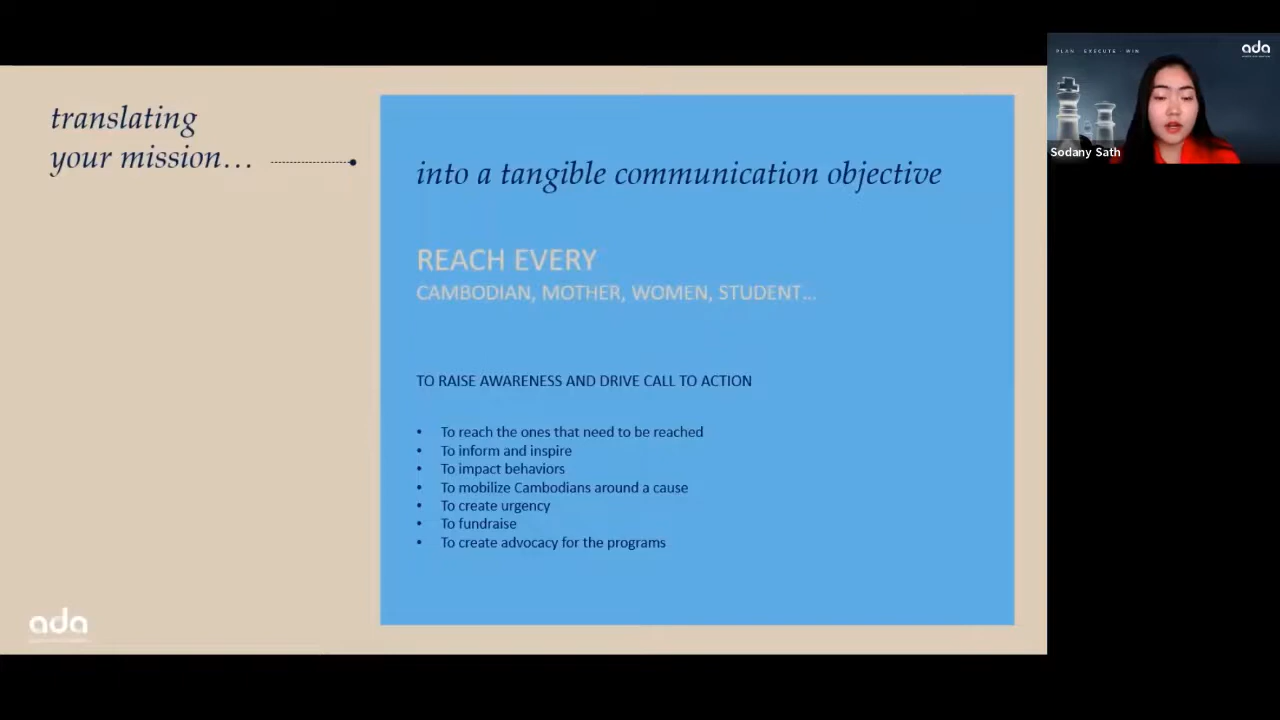 translating
your mission...
into a tangible communication objective
REACH EVERY
CAMBODIAN, MOTHER, WOMEN, STUDENT...
TO RAISE AWARENESS AND DRIVE CALL TO ACTION
• To reach the ones that need to be reached
• To inform and inspire
• To impact behaviors
• To mobilize Cambodians around a cause
• To create urgency
• To fundraise
• To create advocacy for the programs
ada
PLAN · EXECUTE · WIN
ada
Sodany Sath